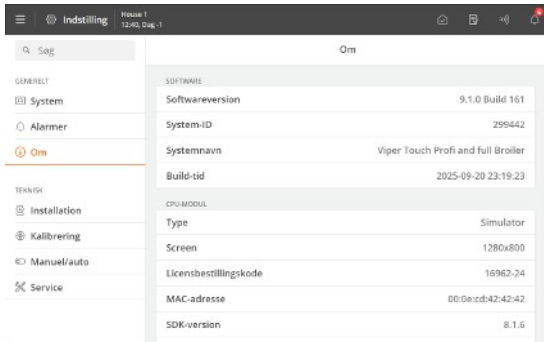 Indstilling
House 1
12:40, Dag -1
Søg
GENERELT
System
Alarmer
Om
TEKNISK
Installation
Kalibrering
Manuel/auto
Service
Om
SOFTWARE
Softwareversion 9.1.0 Build 161
System-ID 299442
Systemnavn Viper Touch Profi and full Broiler
Build-tid 2025-09-20 23:19:23
CPU-MODUL
Type Simulator
Screen 1280x800
Licensbestillingskode 16962-24
MAC-adresse 00:0e:cd:42:42:42
SDK-version 8.1.6